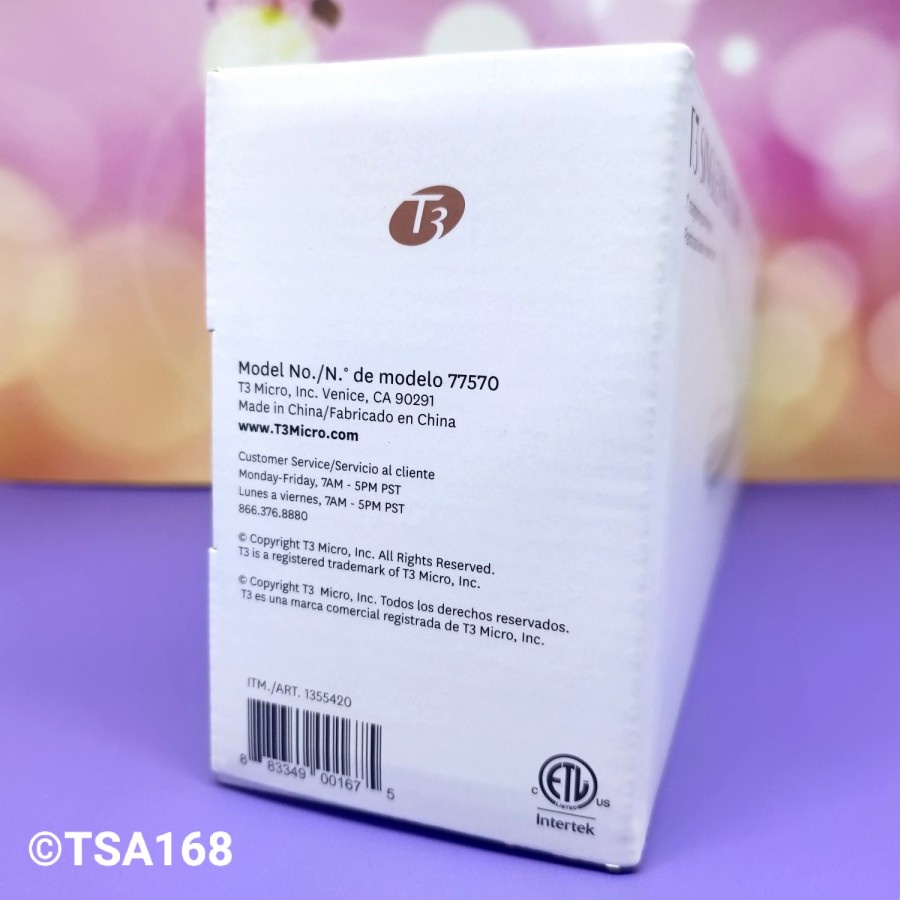 T3
Model No./N.° de modelo 77570
T3 Micro, Inc. Venice, CA 90291
Made in China/Fabricado en China
www.T3Micro.com
Customer Service/Servicio al cliente
Monday-Friday, 7AM - 5PM PST
Lunes a viernes, 7AM - 5PM PST
866.376.8880
© Copyright T3 Micro, Inc. All Rights Reserved.
T3 is a registered trademark of T3 Micro, Inc.
© Copyright T3 Micro, Inc. Todos los derechos reservados.
T3 es una marca comercial registrada de T3 Micro, Inc.
ITM./ART. 1355420
8 83349 00167 5
C ETL US
LISTED
Intertek
T3
©TSA168